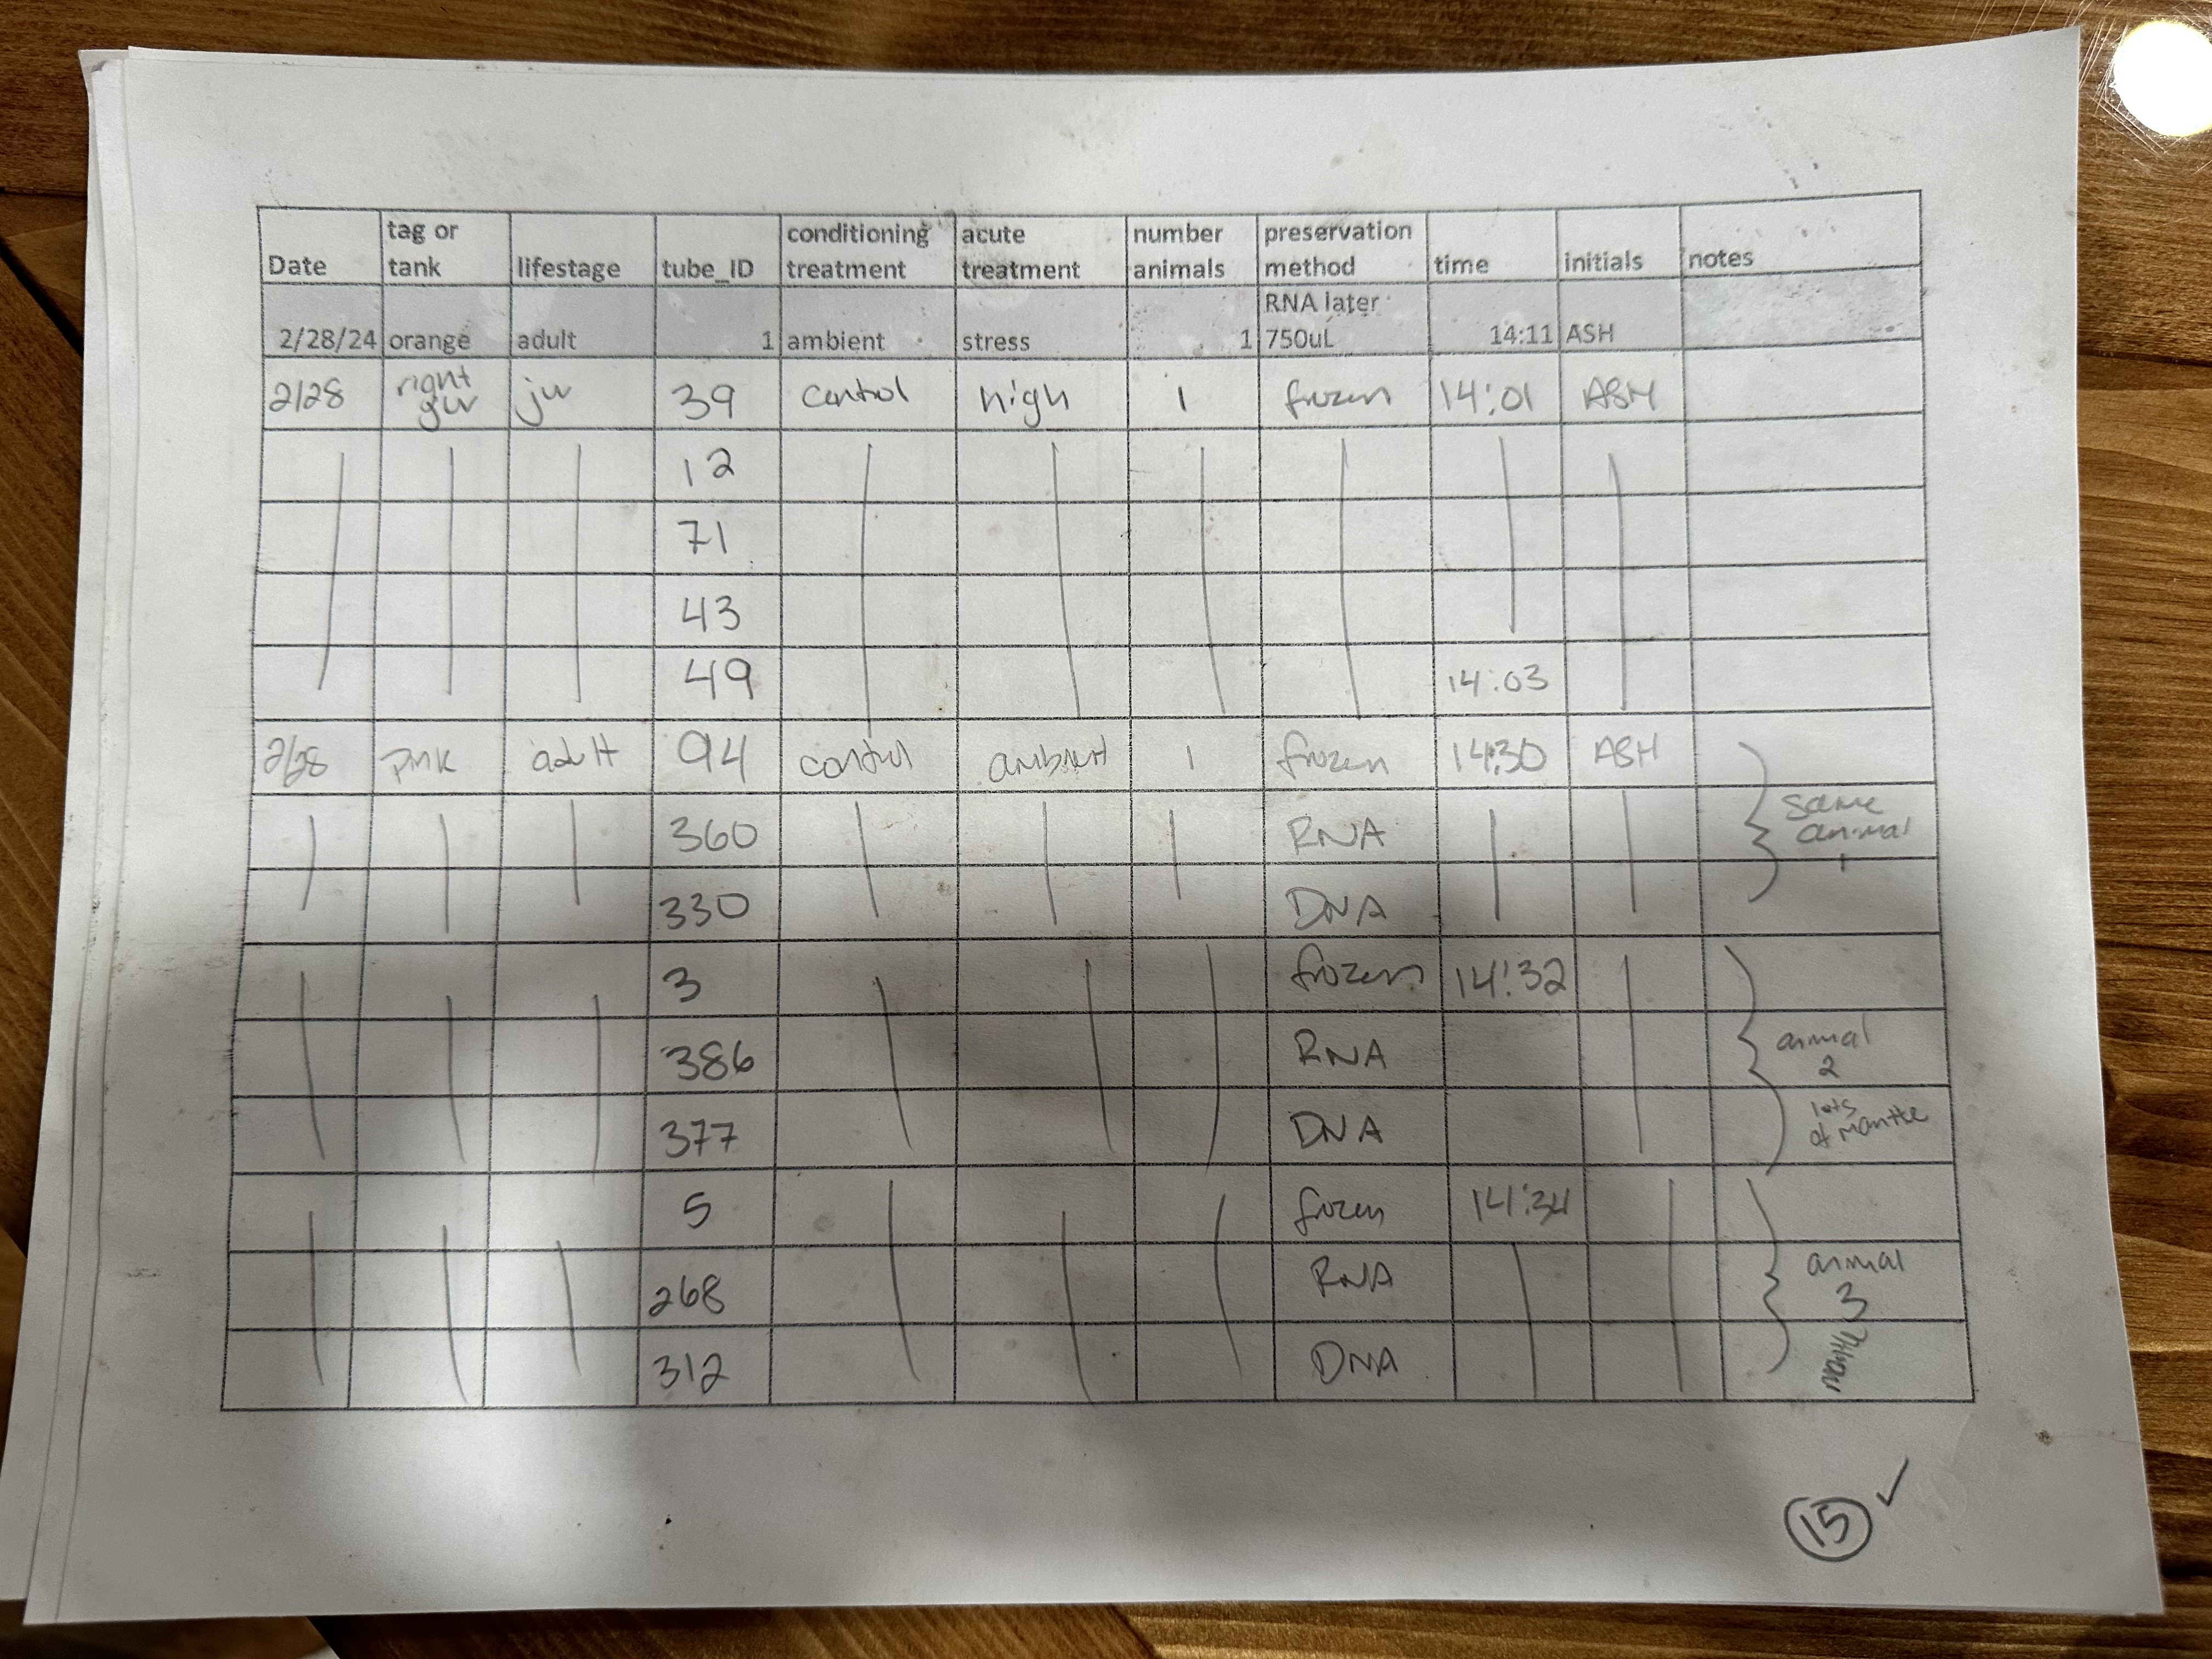 Date tag or tank lifestage tube_ID conditioning treatment acute treatment number animals preservation method time initials notes
2/28/24 orange adult 1 ambient stress 1 RNA later 750uL 14:11 ASH
2/28 right juv juv 39 control high 1 frozen 14:01 ASH
12
71
43
49 14:03
2/28 pink adult 94 control ambient 1 frozen 14:30 ASH
360 RNA same animal
330 DNA
3 frozen 14:32
386 RNA animal 2
377 DNA lots of mantle
5 frozen 14:34
268 RNA animal 3
312 DNA
15 ✓